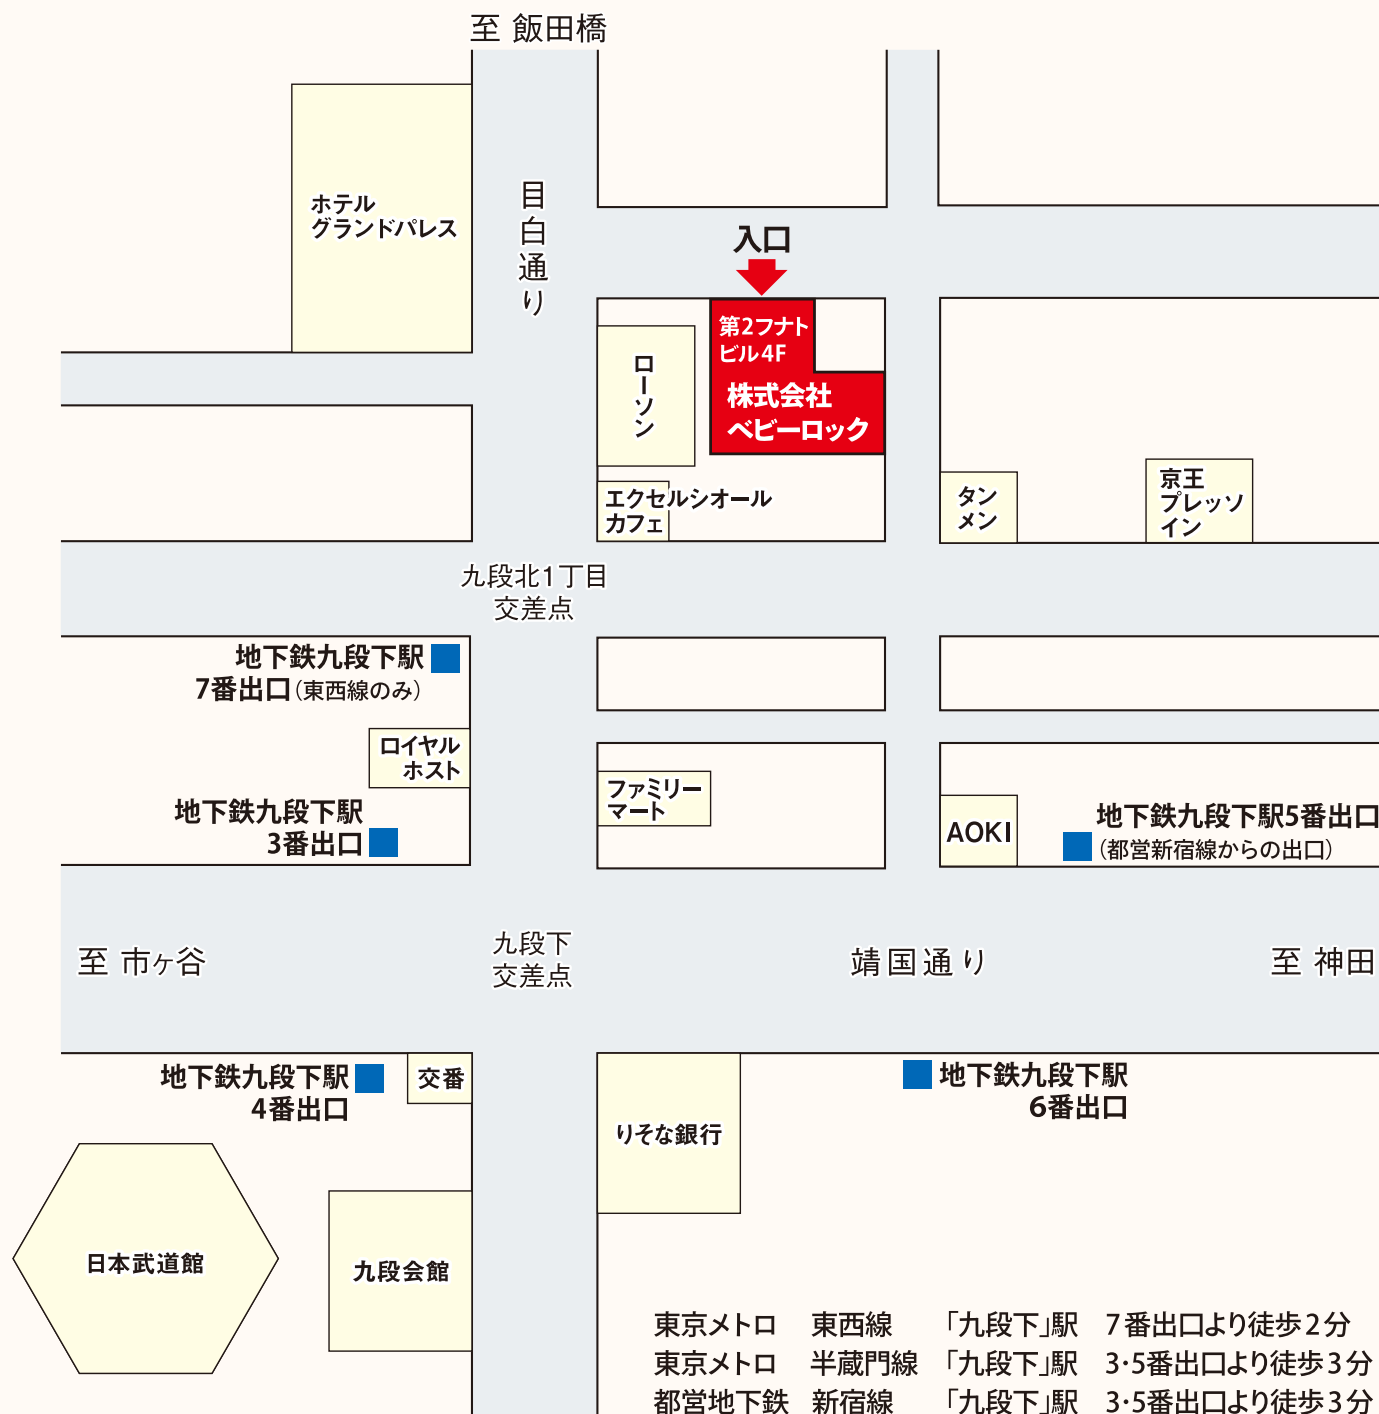 至 飯田橋
目白通り
ホテル
グランドパレス
入口
第2フナト
ビル4F
株式会社
ベビーロック
ローソン
エクセルシオール
カフェ
タン
メン
京王
プレッソ
イン
九段北1丁目
交差点
地下鉄九段下駅
7番出口(東西線のみ)
ロイヤル
ホスト
地下鉄九段下駅
3番出口
ファミリー
マート
AOKI
地下鉄九段下駅5番出口
(都営新宿線からの出口)
至 市ヶ谷
九段下
交差点
靖国通り
至 神田
地下鉄九段下駅
4番出口
交番
りそな銀行
地下鉄九段下駅
6番出口
日本武道館
九段会館
東京メトロ 東西線 「九段下」駅 7番出口より徒歩2分
東京メトロ 半蔵門線 「九段下」駅 3・5番出口より徒歩3分
都営地下鉄 新宿線 「九段下」駅 3・5番出口より徒歩3分